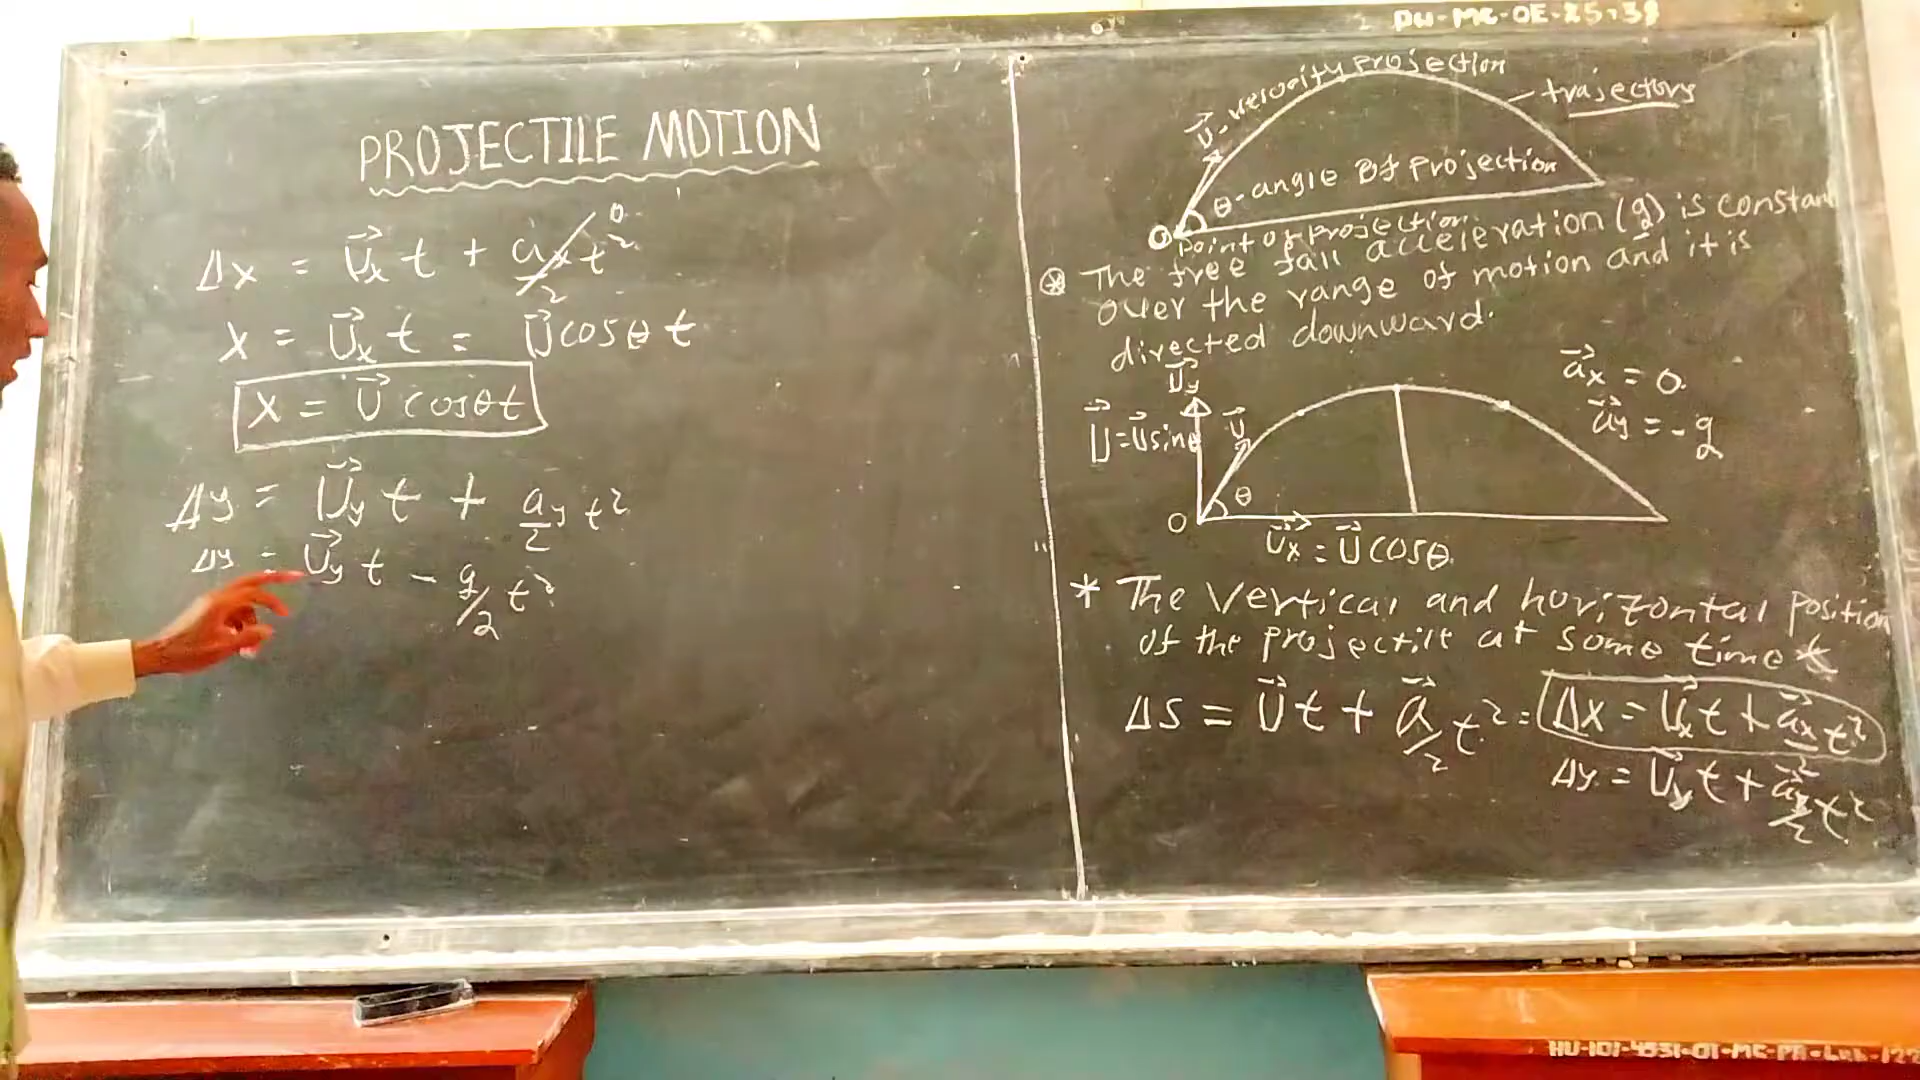 PROJECTILE MOTION
Δx = U⃗x t + ax/2 t² 0
x = U⃗x t = U⃗ cosθ t
x = U⃗ cosθt
Δy = U⃗y t + ay/2 t²
Δy = U⃗y t - g/2 t²
U⃗ - velocity projection
trajectory
θ - angle of projection
O point of projection
⊛ The free fall acceleration (g) is constant
over the range of motion and it is
directed downward.
a⃗x = 0
a⃗y = -g
U⃗y
U⃗ = U⃗sinθ
U⃗
θ
O
U⃗x = U⃗ cosθ
* The vertical and horizontal position
of the projectile at some time t
Δs = U⃗t + a⃗/2 t² = Δx = U⃗x t + a⃗x/2 t²
Δy = U⃗y t + a⃗y/2 t²